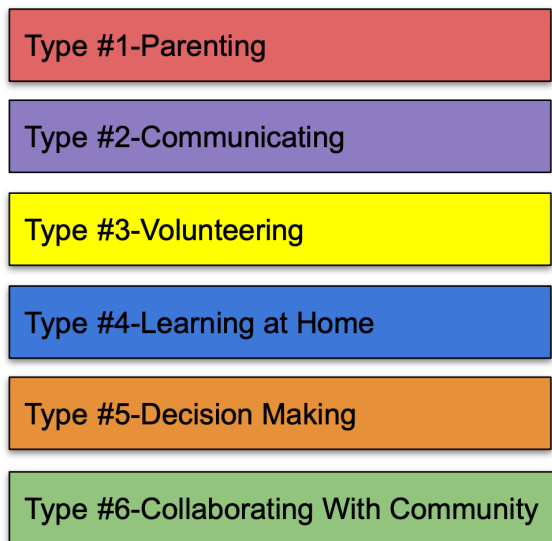 Type #1-Parenting
Type #2-Communicating
Type #3-Volunteering
Type #4-Learning at Home
Type #5-Decision Making
Type #6-Collaborating With Community